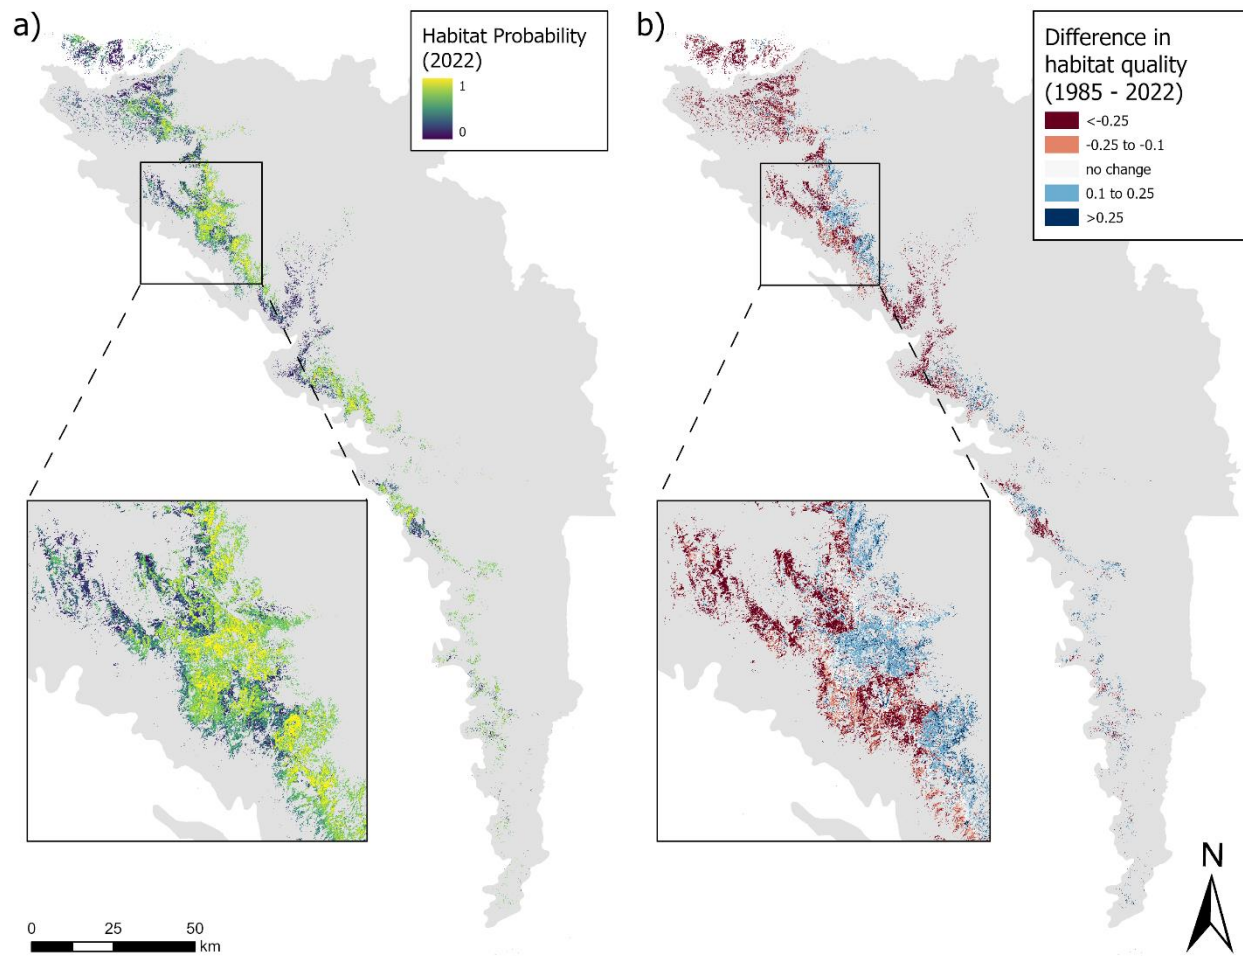 a)
Habitat Probability
(2022)
1
0
b)
Difference in
habitat quality
(1985 - 2022)
<-0.25
-0.25 to -0.1
no change
0.1 to 0.25
>0.25
N
0 25 50
km